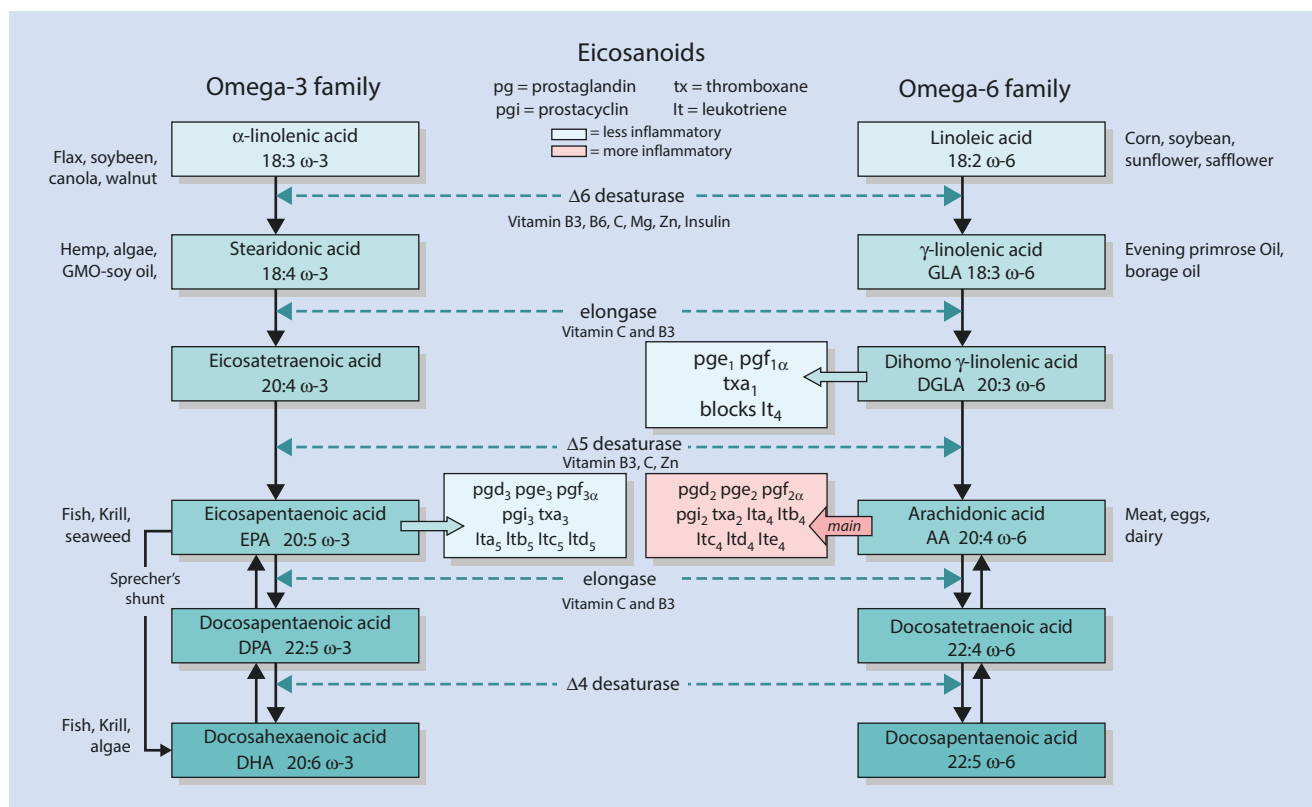 Eicosanoids
pg = prostaglandin tx = thromboxane
pgi = prostacyclin lt = leukotriene
= less inflammatory
= more inflammatory
Omega-3 family
Omega-6 family
α-linolenic acid
18:3 ω-3
Flax, soybeen,
canola, walnut
Linoleic acid
18:2 ω-6
Corn, soybean,
sunflower, safflower
Δ6 desaturase
Vitamin B3, B6, C, Mg, Zn, Insulin
Hemp, algae,
GMO-soy oil,
Stearidonic acid
18:4 ω-3
γ-linolenic acid
GLA 18:3 ω-6
Evening primrose Oil,
borage oil
elongase
Vitamin C and B3
Eicosatetraenoic acid
20:4 ω-3
pge₁ pgf₁α
txa₁
blocks lt₄
Dihomo γ-linolenic acid
DGLA 20:3 ω-6
Δ5 desaturase
Vitamin B3, C, Zn
Fish, Krill,
seaweed
Eicosapentaenoic acid
EPA 20:5 ω-3
pgd₃ pge₃ pgf₃α
pgi₃ txa₃
lta₅ ltb₅ ltc₅ ltd₅
pgd₂ pge₂ pgf₂α
pgi₂ txa₂ lta₄ ltb₄
ltc₄ ltd₄ lte₄
main
Arachidonic acid
AA 20:4 ω-6
Meat, eggs,
dairy
Sprecher's
shunt
elongase
Vitamin C and B3
Docosapentaenoic acid
DPA 22:5 ω-3
Docosatetraenoic acid
22:4 ω-6
Δ4 desaturase
Fish, Krill,
algae
Docosahexaenoic acid
DHA 20:6 ω-3
Docosapentaenoic acid
22:5 ω-6